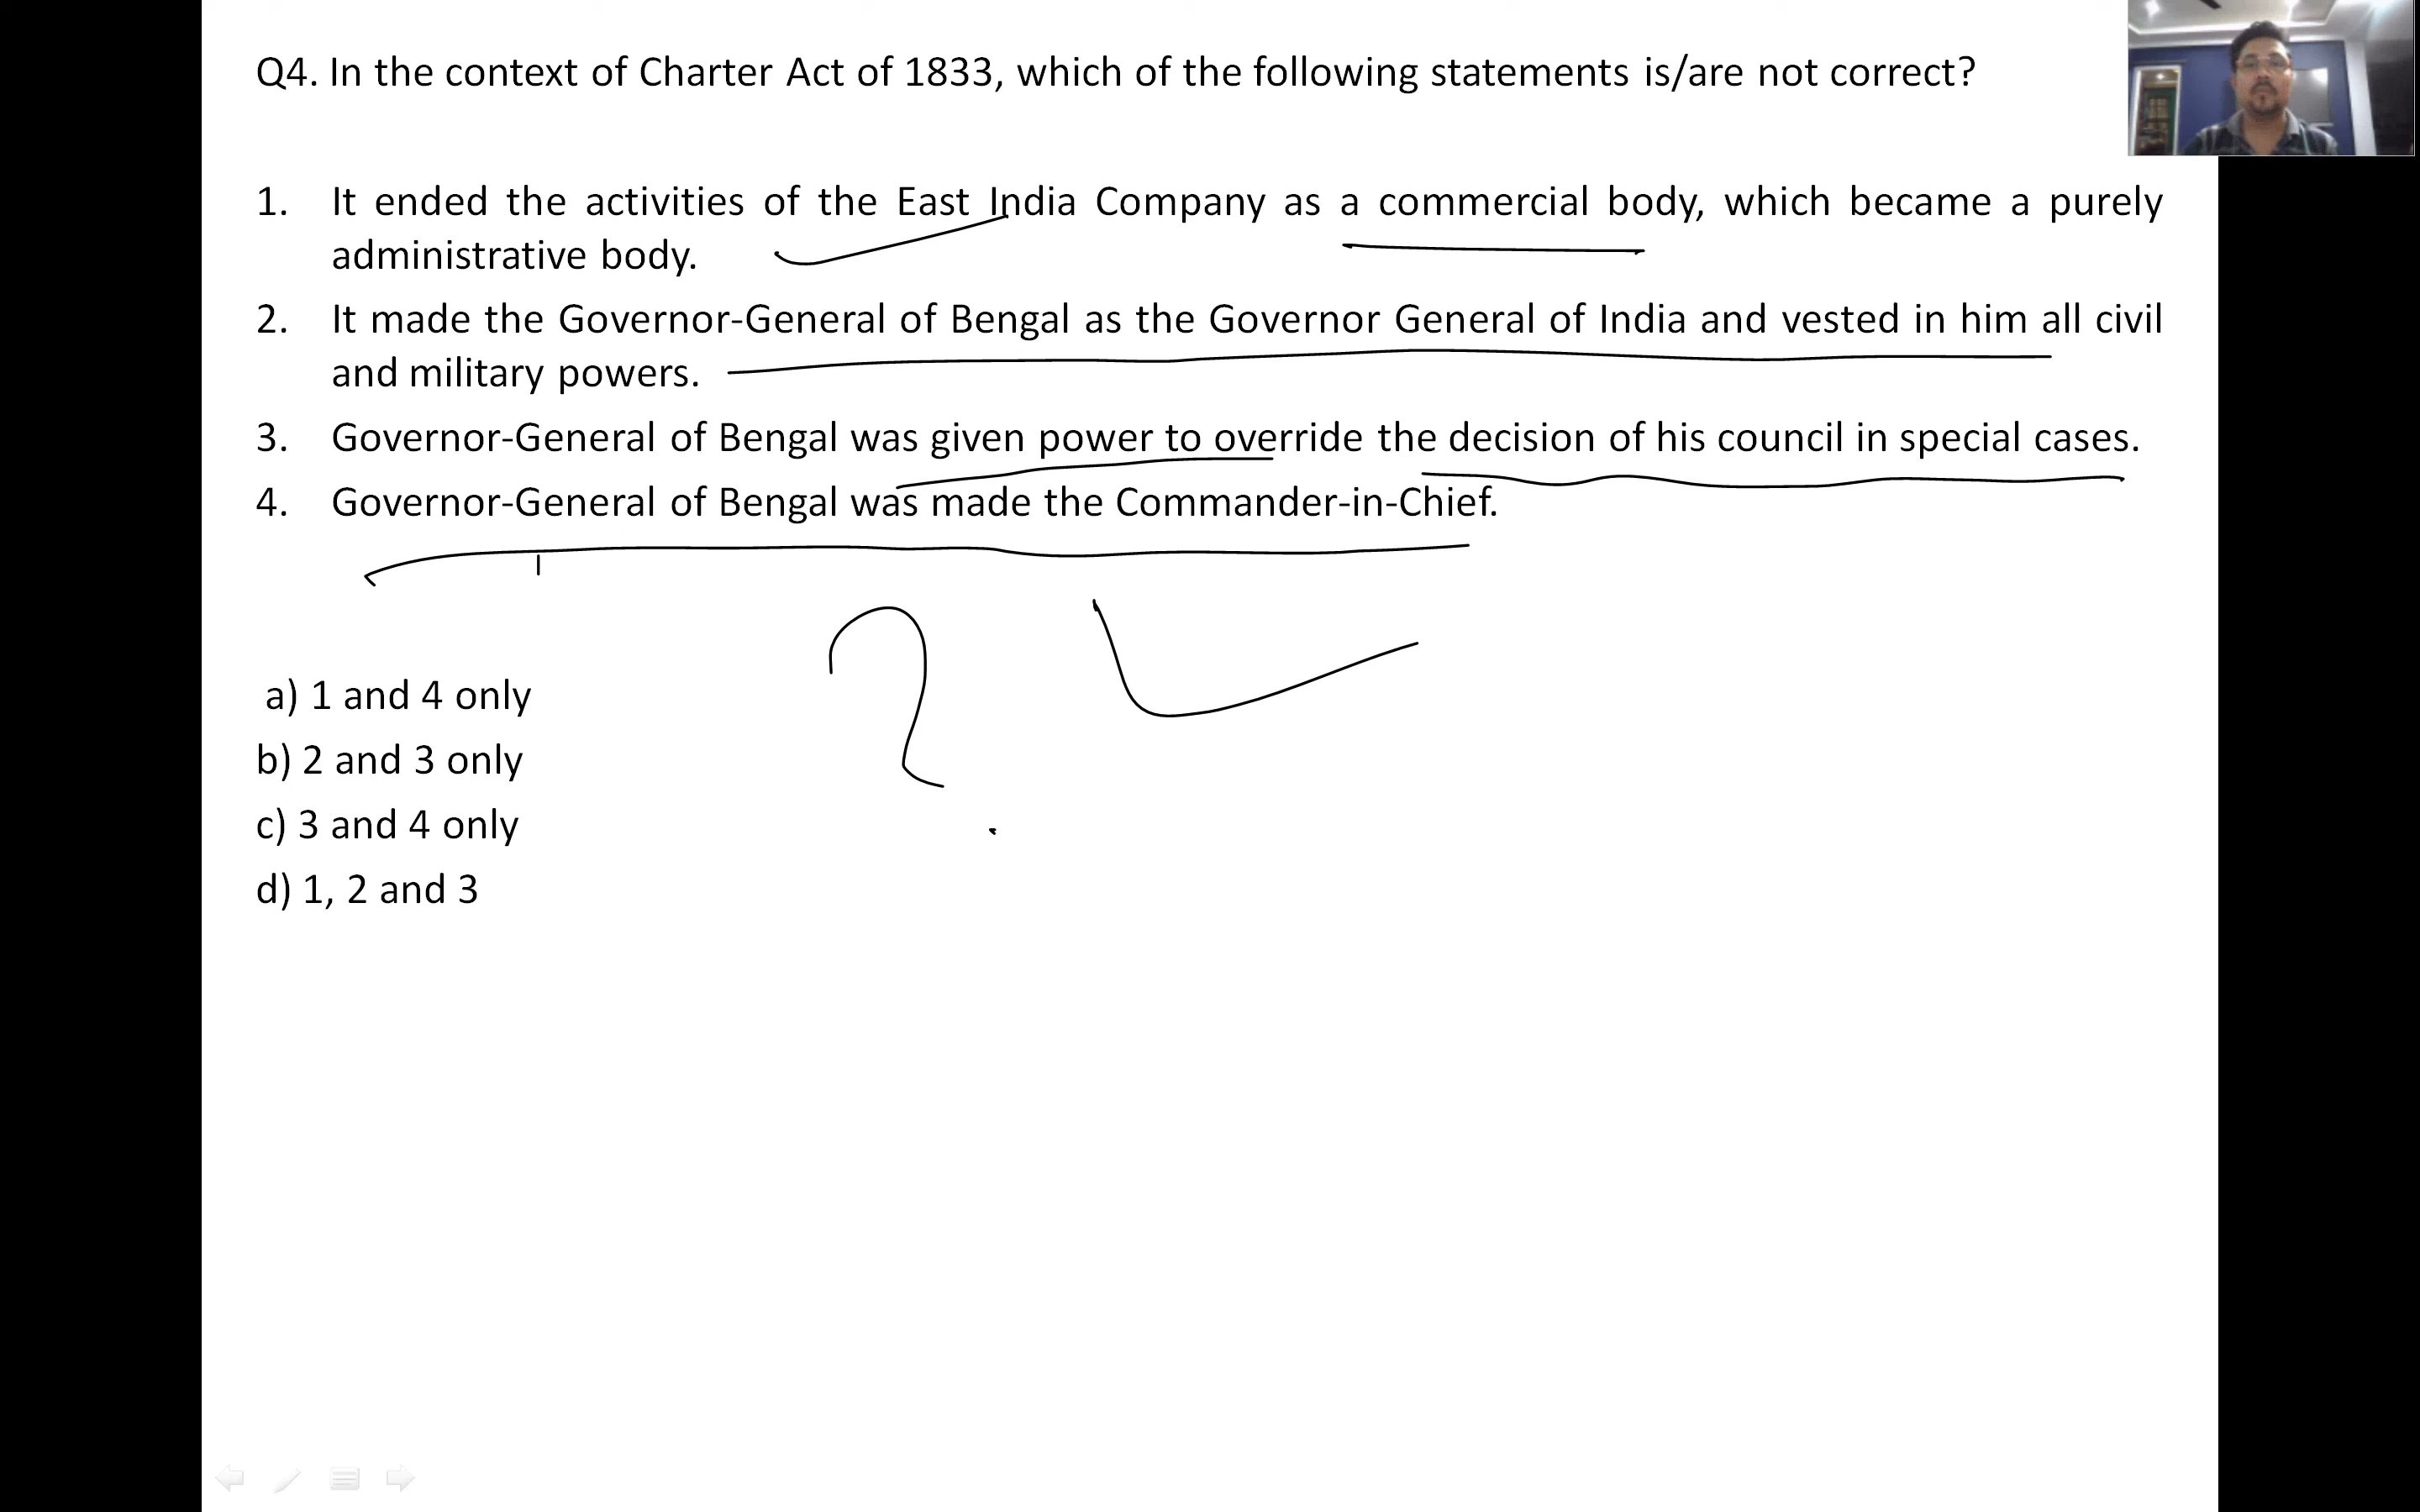 Q4. In the context of Charter Act of 1833, which of the following statements is/are not correct?
1. It ended the activities of the East India Company as a commercial body, which became a purely
administrative body.
2. It made the Governor-General of Bengal as the Governor General of India and vested in him all civil
and military powers.
3. Governor-General of Bengal was given power to override the decision of his council in special cases.
4. Governor-General of Bengal was made the Commander-in-Chief.
a) 1 and 4 only
b) 2 and 3 only
c) 3 and 4 only
d) 1, 2 and 3